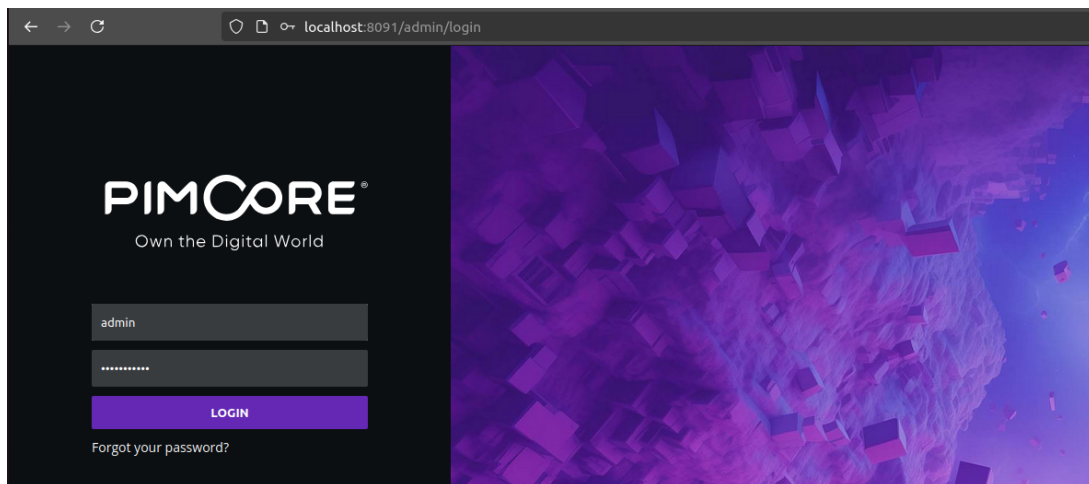 localhost:8091/admin/login
PIMCORE®
Own the Digital World
admin
•••••••••••
LOGIN
Forgot your password?